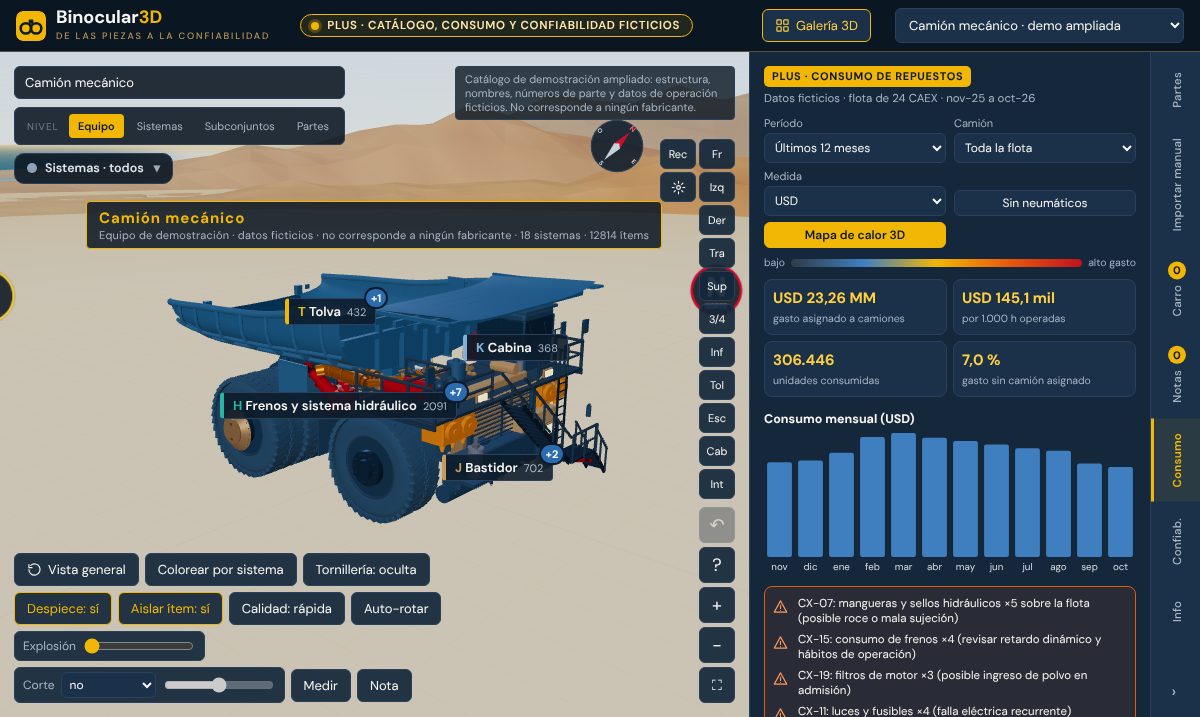 Binocular3D
DE LAS PIEZAS A LA CONFIABILIDAD
PLUS · CATÁLOGO, CONSUMO Y CONFIABILIDAD FICTICIOS
Galería 3D
Camión mecánico · demo ampliada
Camión mecánico
NIVEL Equipo Sistemas Subconjuntos Partes
Sistemas · todos
Catálogo de demostración ampliado: estructura,
nombres, números de parte y datos de operación
ficticios. No corresponde a ningún fabricante.
Camión mecánico
Equipo de demostración · datos ficticios · no corresponde a ningún fabricante · 18 sistemas · 12814 ítems
T Tolva 432
+1
K Cabina 368
+7
H Frenos y sistema hidráulico 2091
+2
J Bastidor 702
Rec
Fr
Izq
Der
Tra
Sup
3/4
Inf
Tol
Esc
Cab
Int
?
+
−
Vista general
Colorear por sistema
Tornillería: oculta
Despiece: sí
Aislar ítem: sí
Calidad: rápida
Auto-rotar
Explosión
Corte no
Medir
Nota
PLUS · CONSUMO DE REPUESTOS
Datos ficticios · flota de 24 CAEX · nov-25 a oct-26
Período
Camión
Últimos 12 meses
Toda la flota
Medida
USD
Sin neumáticos
Mapa de calor 3D
bajo
alto gasto
USD 23,26 MM
gasto asignado a camiones
USD 145,1 mil
por 1.000 h operadas
306.446
unidades consumidas
7,0 %
gasto sin camión asignado
Consumo mensual (USD)
nov dic ene feb mar abr may jun jul ago sep oct
CX-07: mangueras y sellos hidráulicos ×5 sobre la flota
(posible roce o mala sujeción)
CX-15: consumo de frenos ×4 (revisar retardo dinámico y
hábitos de operación)
CX-19: filtros de motor ×3 (posible ingreso de polvo en
admisión)
CX-11: luces y fusibles ×4 (falla eléctrica recurrente)
Partes
Importar manual
0
Carro
0
Notas
Consumo
Confiab.
Info